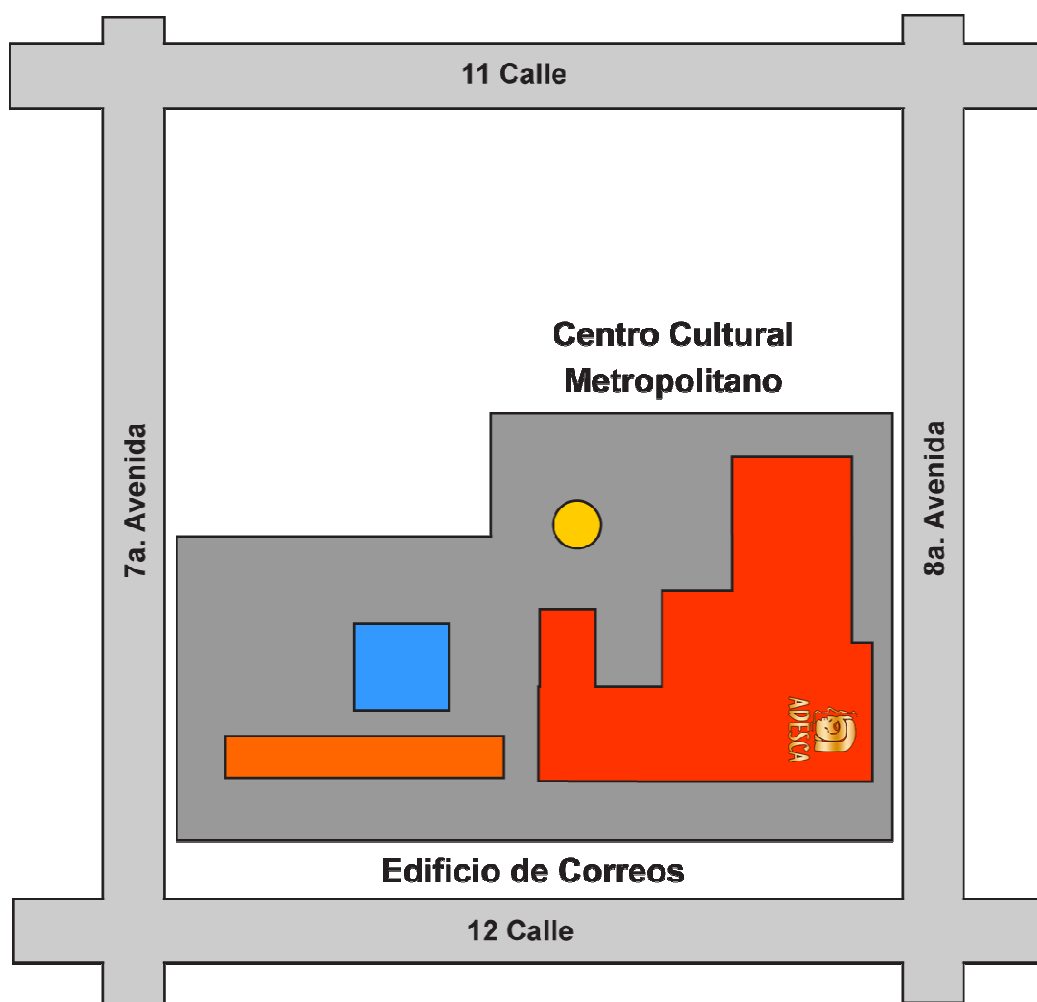 11 Calle
Centro Cultural
Metropolitano
7a. Avenida
8a. Avenida
ADESCA
Edificio de Correos
12 Calle